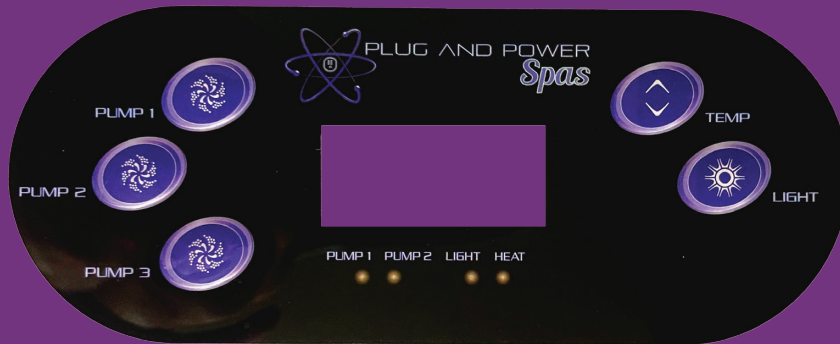 PLUG AND POWER
Spas
PUMP 1
TEMP
PUMP 2
LIGHT
PUMP 3
PUMP 1 PUMP 2 LIGHT HEAT